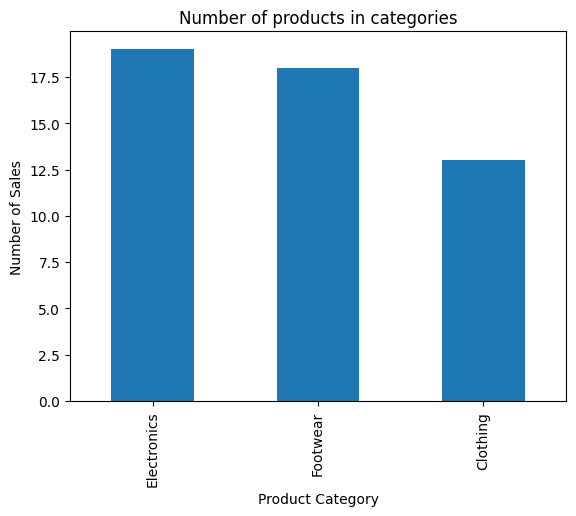 Number of products in categories
Number of Sales
17.5
15.0
12.5
10.0
7.5
5.0
2.5
0.0
Electronics
Footwear
Clothing
Product Category